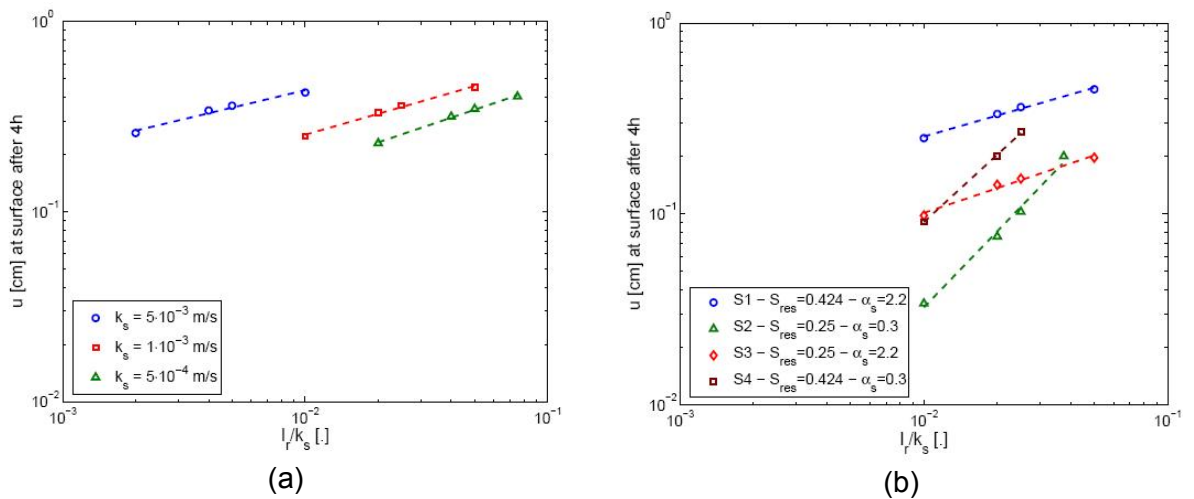 10^0
10^-1
10^-2
u [cm] at surface after 4h
k_s = 5·10^-3 m/s
k_s = 1·10^-3 m/s
k_s = 5·10^-4 m/s
10^-3
10^-2
10^-1
I_r/k_s [.]
(a)
10^0
10^-1
10^-2
u [cm] at surface after 4h
S1 − S_res=0.424 − α_s=2.2
S2 − S_res=0.25 − α_s=0.3
S3 − S_res=0.25 − α_s=2.2
S4 − S_res=0.424 − α_s=0.3
10^-3
10^-2
10^-1
I_r/k_s [.]
(b)